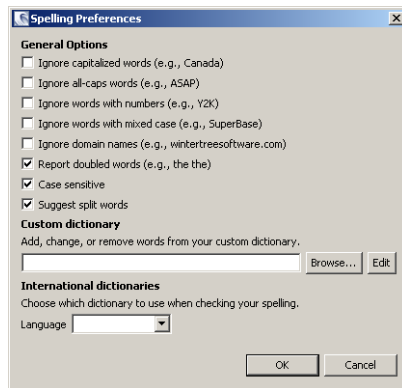 Spelling Preferences
General Options
Ignore capitalized words (e.g., Canada)
Ignore all-caps words (e.g., ASAP)
Ignore words with numbers (e.g., Y2K)
Ignore words with mixed case (e.g., SuperBase)
Ignore domain names (e.g., wintertreesoftware.com)
Report doubled words (e.g., the the)
Case sensitive
Suggest split words
Custom dictionary
Add, change, or remove words from your custom dictionary.
Browse... Edit
International dictionaries
Choose which dictionary to use when checking your spelling.
Language
OK Cancel